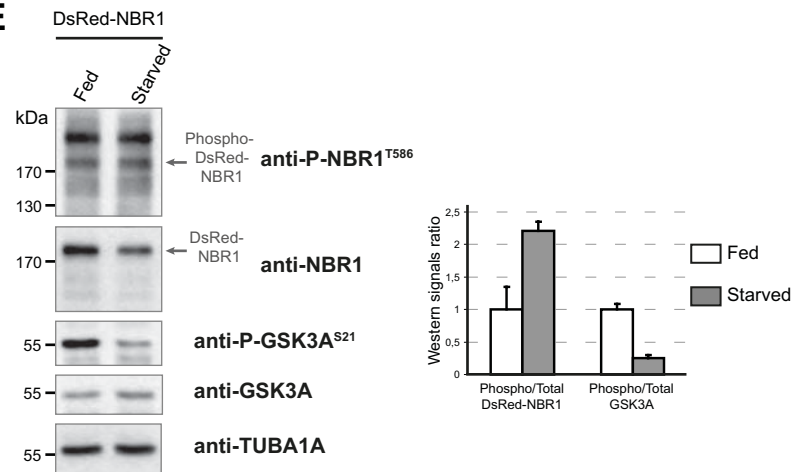 E
DsRed-NBR1
Fed
Starved
kDa
170
130
Phospho-
DsRed-
NBR1
anti-P-NBR1T586
170
DsRed-
NBR1
anti-NBR1
55
anti-P-GSK3AS21
55
anti-GSK3A
55
anti-TUBA1A
Western signals ratio
2,5
2
1,5
1
0,5
0
Phospho/Total
DsRed-NBR1
Phospho/Total
GSK3A
Fed
Starved